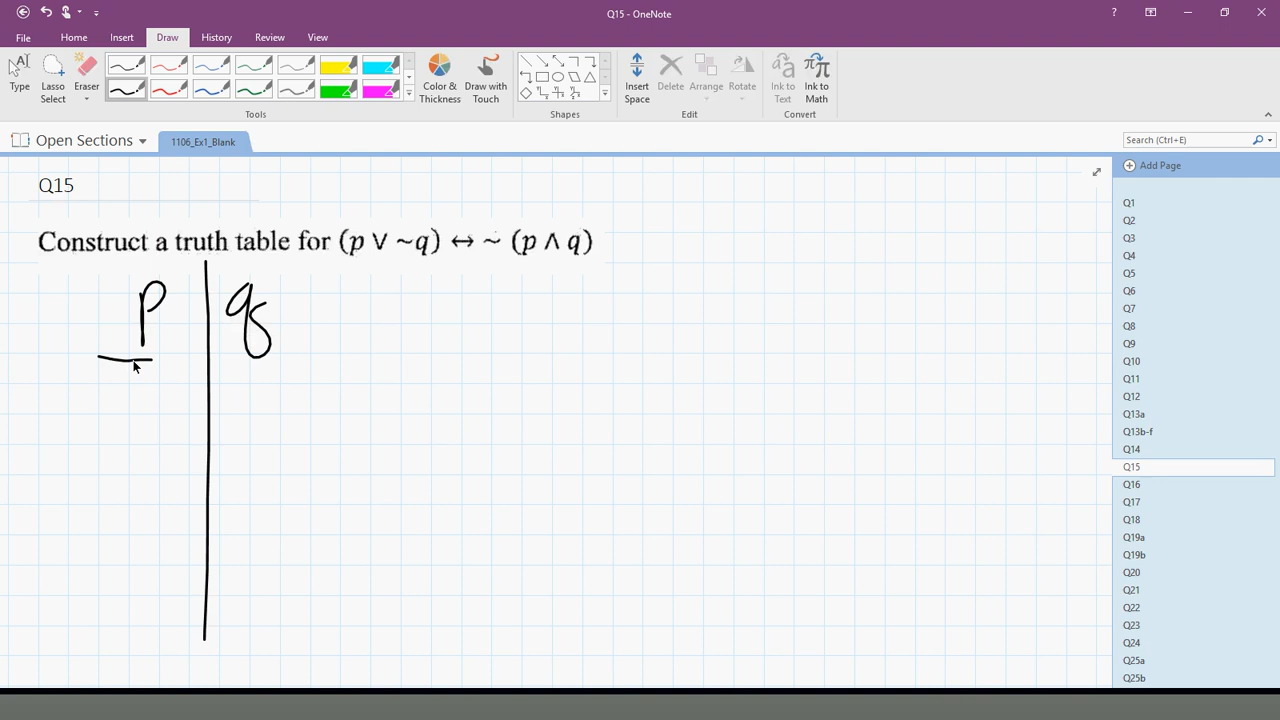 Q15 - OneNote
?
File
Home
Insert
Draw
History
Review
View
Type
Lasso Select
Eraser
Color & Thickness
Draw with Touch
Insert Space
Delete
Arrange
Rotate
Ink to Text
Ink to Math
Tools
Shapes
Edit
Convert
Open Sections
1106_Ex1_Blank
Search (Ctrl+E)
Add Page
Q15
Construct a truth table for (p ∨ ~q) ↔ ~ (p ∧ q)
p q
Q1
Q2
Q3
Q4
Q5
Q6
Q7
Q8
Q9
Q10
Q11
Q12
Q13a
Q13b-f
Q14
Q15
Q16
Q17
Q18
Q19a
Q19b
Q20
Q21
Q22
Q23
Q24
Q25a
Q25b